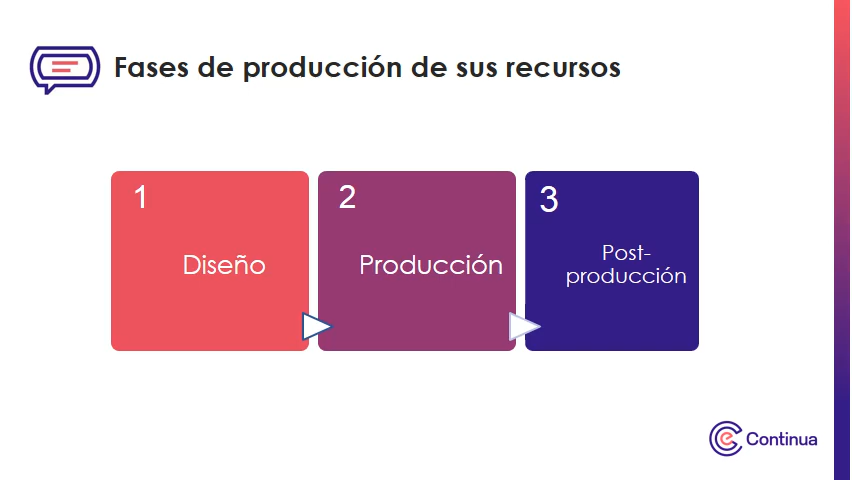 Fases de producción de sus recursos
1
Diseño
2
Producción
3
Post-
producción
Continua